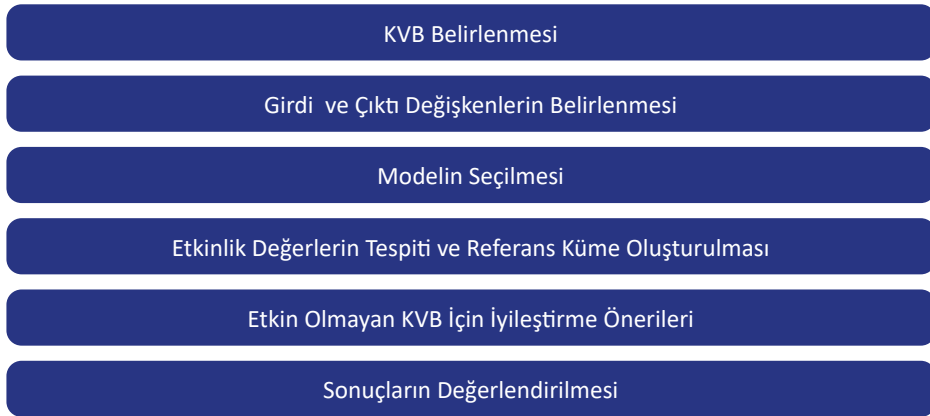 KVB Belirlenmesi
Girdi ve Çıktı Değişkenlerin Belirlenmesi
Modelin Seçilmesi
Etkinlik Değerlerin Tespiti ve Referans Küme Oluşturulması
Etkin Olmayan KVB İçin İyileştirme Önerileri
Sonuçların Değerlendirilmesi